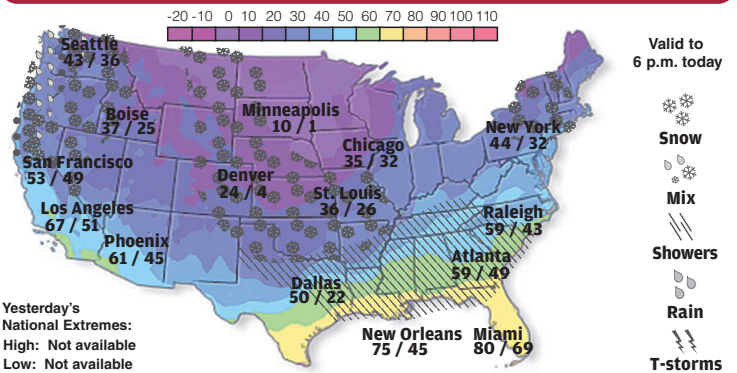 -20 -10 0 10 20 30 40 50 60 70 80 90 100 110
Seattle
43 / 36
Boise
37 / 25
Minneapolis
10 / 1
Chicago
35 / 32
New York
44 / 32
San Francisco
53 / 49
Denver
24 / 4
St. Louis
36 / 26
Los Angeles
67 / 51
Phoenix
61 / 45
Raleigh
59 / 43
Atlanta
59 / 49
Dallas
50 / 22
New Orleans
75 / 45
Miami
80 / 69
Yesterday's
National Extremes:
High: Not available
Low: Not available
Valid to
6 p.m. today
Snow
Mix
Showers
Rain
T-storms